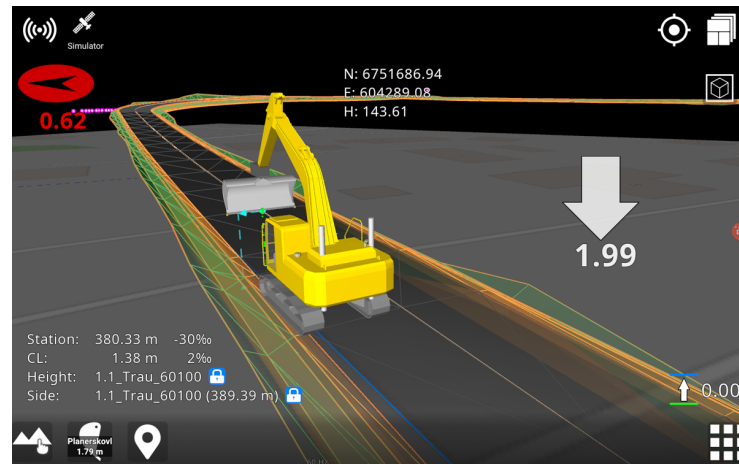 Simulator
N: 6751686.94
E: 604289.08
H: 143.61
0.62
1.99
Station: 380.33 m -30‰
CL: 1.38 m 2‰
Height: 1.1_Trau_60100
Side: 1.1_Trau_60100 (389.39 m)
0.00
Planerskovl
1.79 m